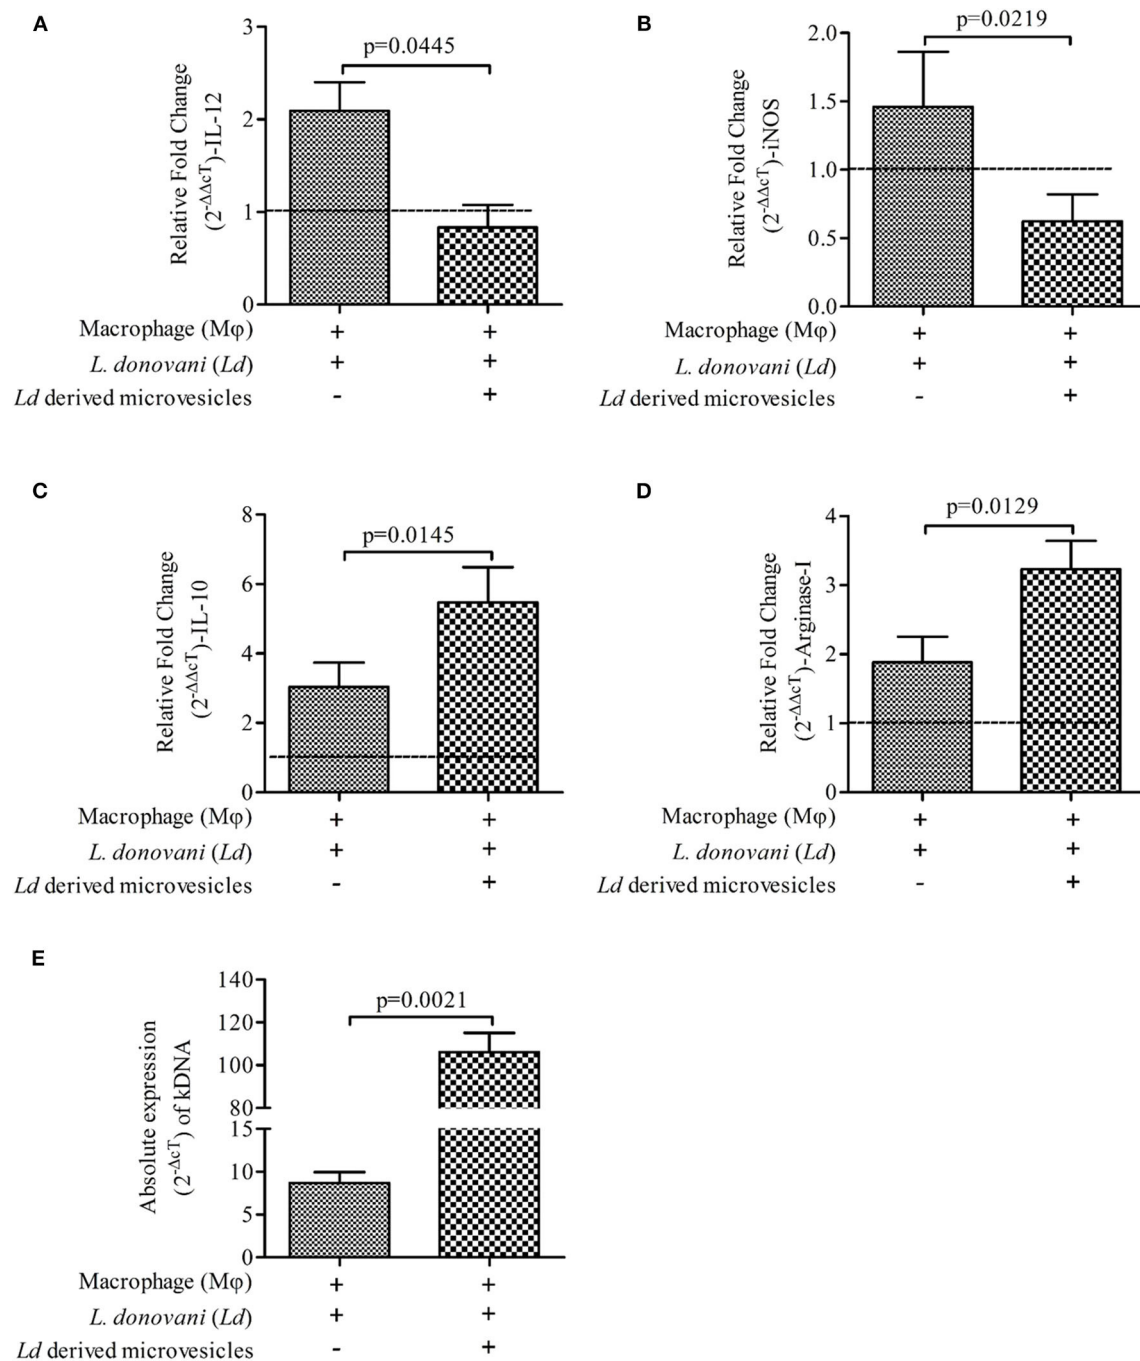 A
Relative Fold Change
(2-ΔΔcT)-IL-12
3
2
1
0
p=0.0445
Macrophage (Mφ) + +
L. donovani (Ld) + +
Ld derived microvesicles - +
B
Relative Fold Change
(2-ΔΔcT)-iNOS
2.0
1.5
1.0
0.5
0.0
p=0.0219
Macrophage (Mφ) + +
L. donovani (Ld) + +
Ld derived microvesicles - +
C
Relative Fold Change
(2-ΔΔcT)-IL-10
8
6
4
2
0
p=0.0145
Macrophage (Mφ) + +
L. donovani (Ld) + +
Ld derived microvesicles - +
D
Relative Fold Change
(2-ΔΔcT)-Arginase-I
4
3
2
1
0
p=0.0129
Macrophage (Mφ) + +
L. donovani (Ld) + +
Ld derived microvesicles - +
E
Absolute expression
(2-ΔcT) of kDNA
140
120
100
80
15
10
5
0
p=0.0021
Macrophage (Mφ) + +
L. donovani (Ld) + +
Ld derived microvesicles - +